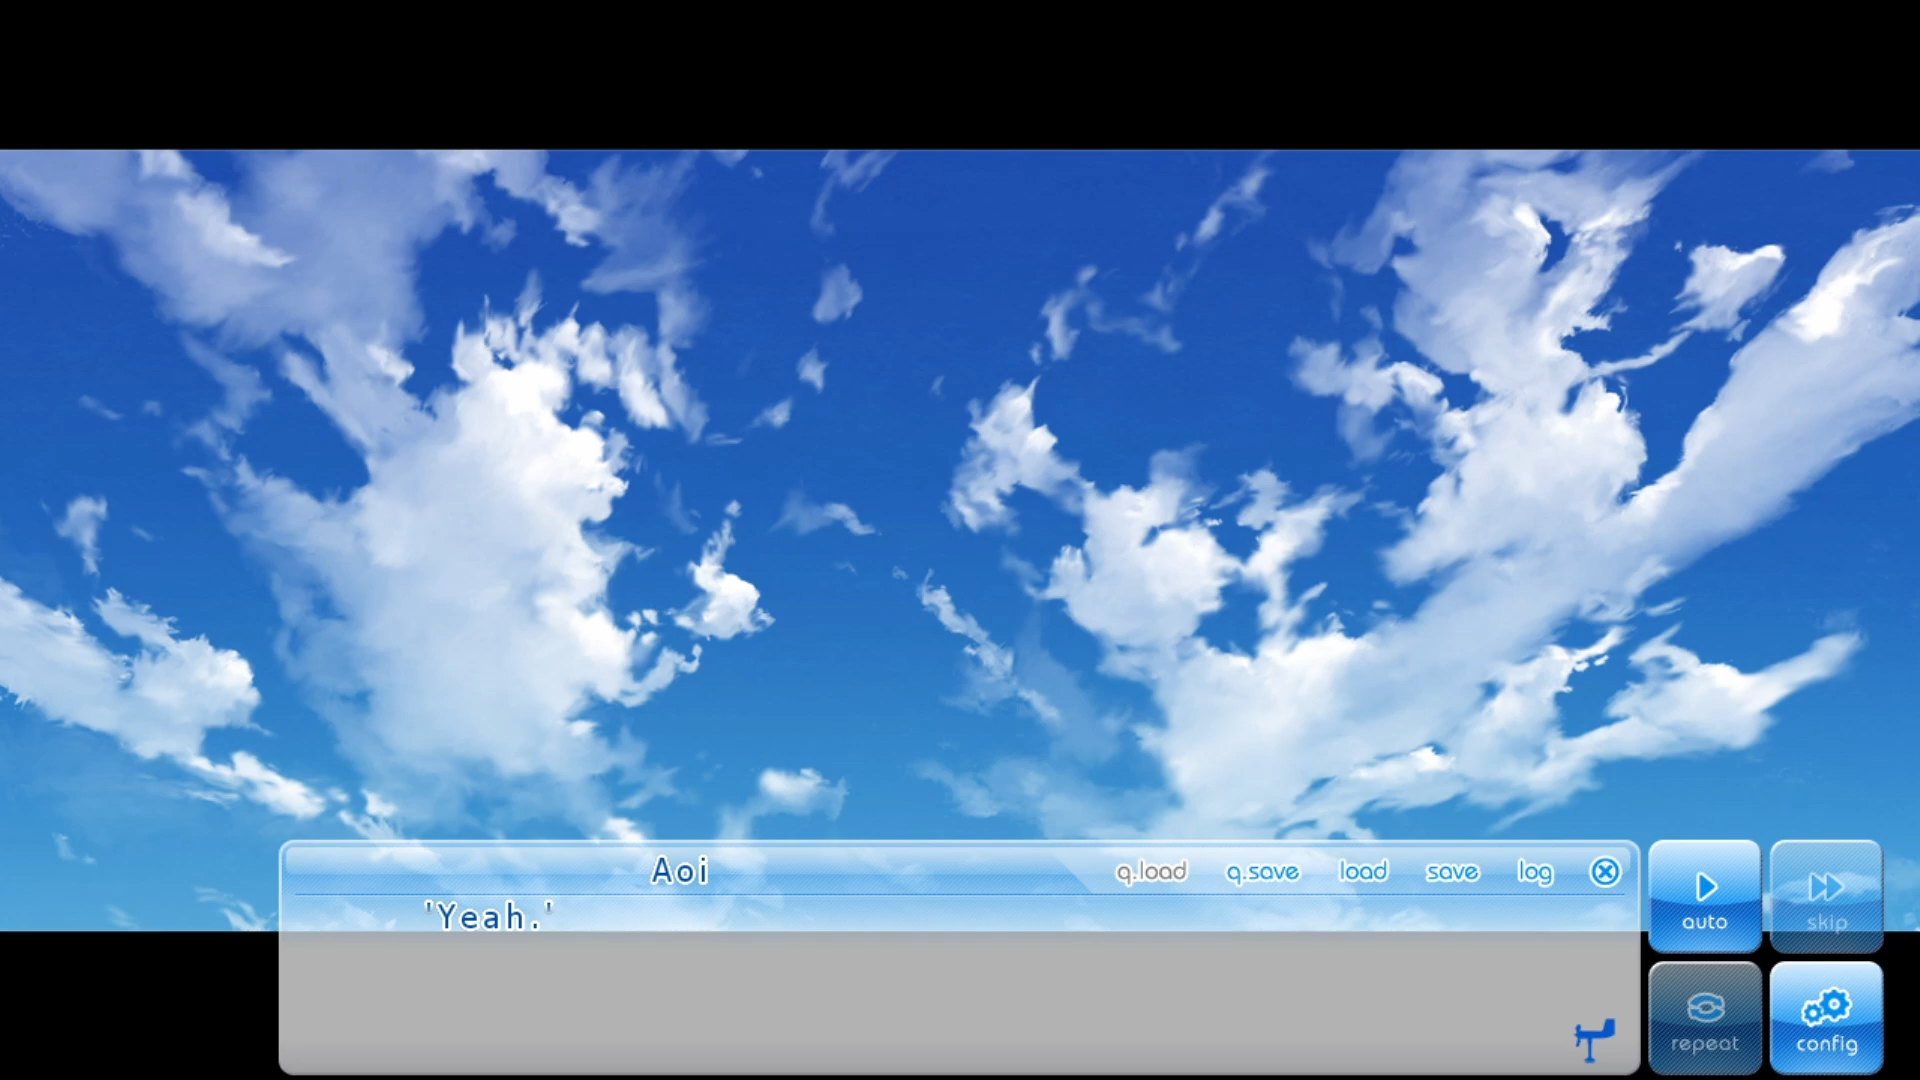 Aoi
q.load q.save load save log
'Yeah.'
auto
skip
repeat
config